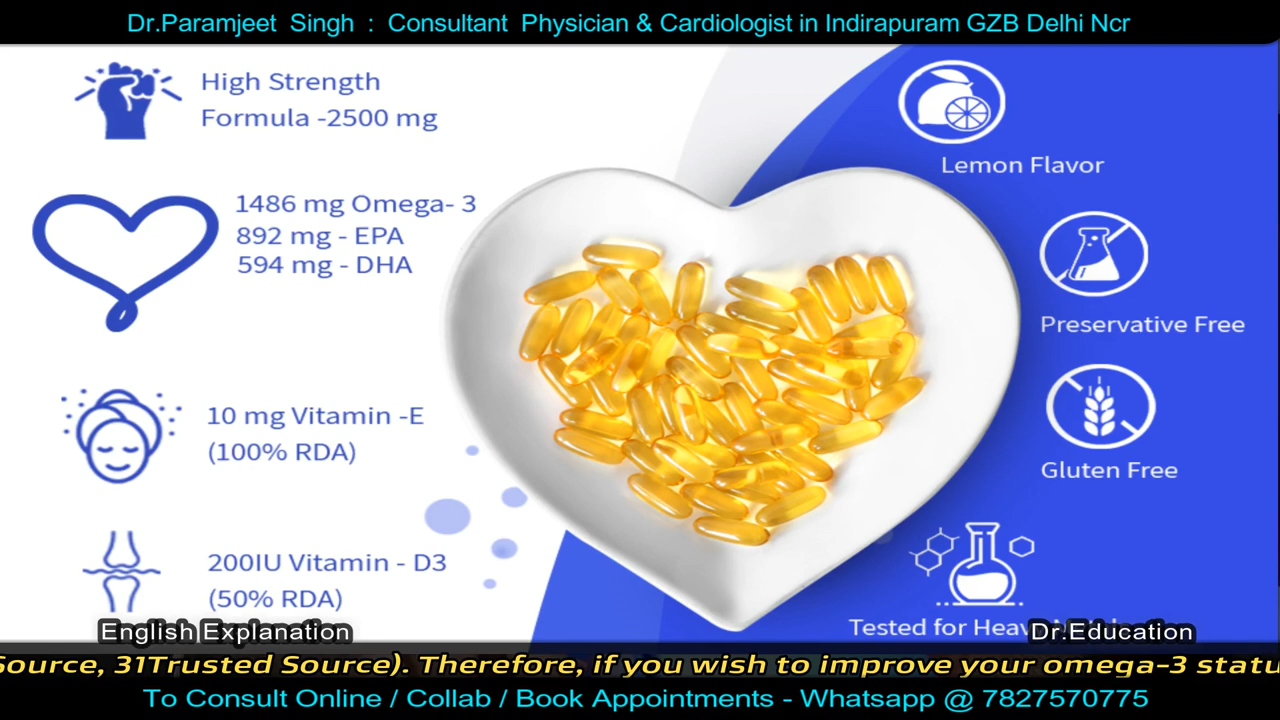 Dr.Paramjeet Singh : Consultant Physician & Cardiologist in Indirapuram GZB Delhi Ncr
High Strength
Formula -2500 mg
1486 mg Omega- 3
892 mg - EPA
594 mg - DHA
10 mg Vitamin -E
(100% RDA)
200IU Vitamin - D3
(50% RDA)
Lemon Flavor
Preservative Free
Gluten Free
Tested for
English Explanation
Dr.Education
Source, 31Trusted Source). Therefore, if you wish to improve your omega-3
To Consult Online / Collab / Book Appointments - Whatsapp @ 7827570775